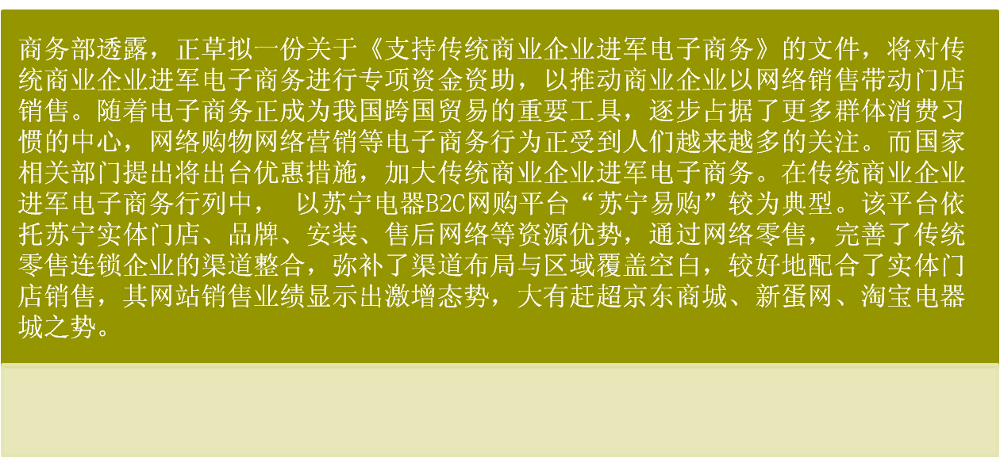 商务部透露，正草拟一份关于《支持传统商业企业进军电子商务》的文件，将对传
统商业企业进军电子商务进行专项资金资助，以推动商业企业以网络销售带动门店
销售。随着电子商务正成为我国跨国贸易的重要工具，逐步占据了更多群体消费习
惯的中心，网络购物网络营销等电子商务行为正受到人们越来越多的关注。而国家
相关部门提出将出台优惠措施，加大传统商业企业进军电子商务。在传统商业企业
进军电子商务行列中， 以苏宁电器B2C网购平台“苏宁易购”较为典型。该平台依
托苏宁实体门店、品牌、安装、售后网络等资源优势，通过网络零售，完善了传统
零售连锁企业的渠道整合，弥补了渠道布局与区域覆盖空白，较好地配合了实体门
店销售，其网站销售业绩显示出激增态势，大有赶超京东商城、新蛋网、淘宝电器
城之势。